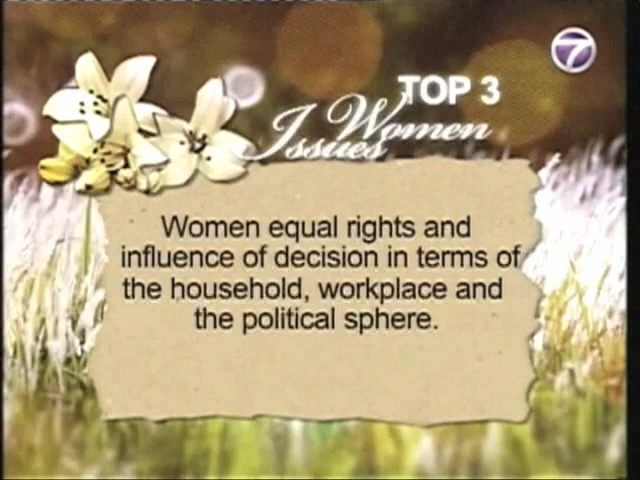 7
TOP 3
Women
Issues
Women equal rights and
influence of decision in terms of
the household, workplace and
the political sphere.